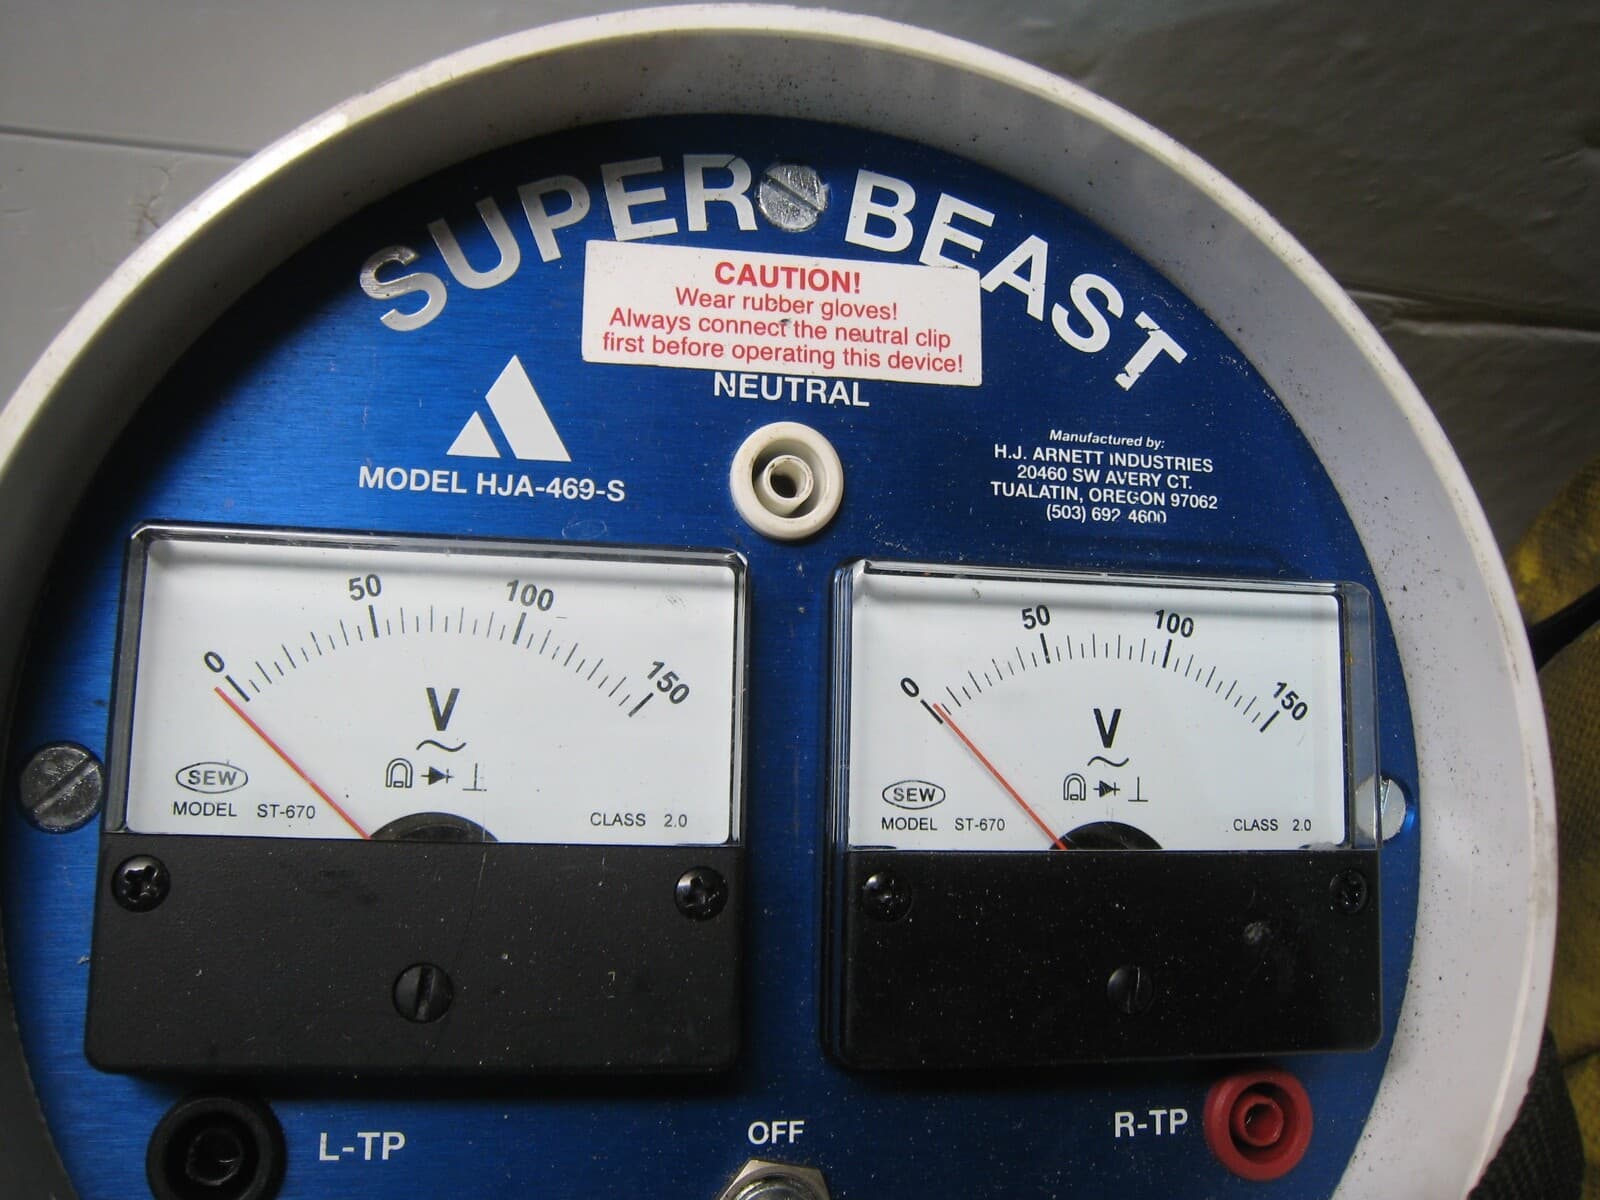 SUPER BEAST
CAUTION!
Wear rubber gloves!
Always connect the neutral clip
first before operating this device!
NEUTRAL
MODEL HJA-469-S
Manufactured by:
H.J. ARNETT INDUSTRIES
20460 SW AVERY CT.
TUALATIN, OREGON 97062
(503) 692 4600
0 50 100 150
V
SEW
MODEL ST-670
CLASS 2.0
0 50 100 150
V
SEW
MODEL ST-670
CLASS 2.0
L-TP
OFF
R-TP